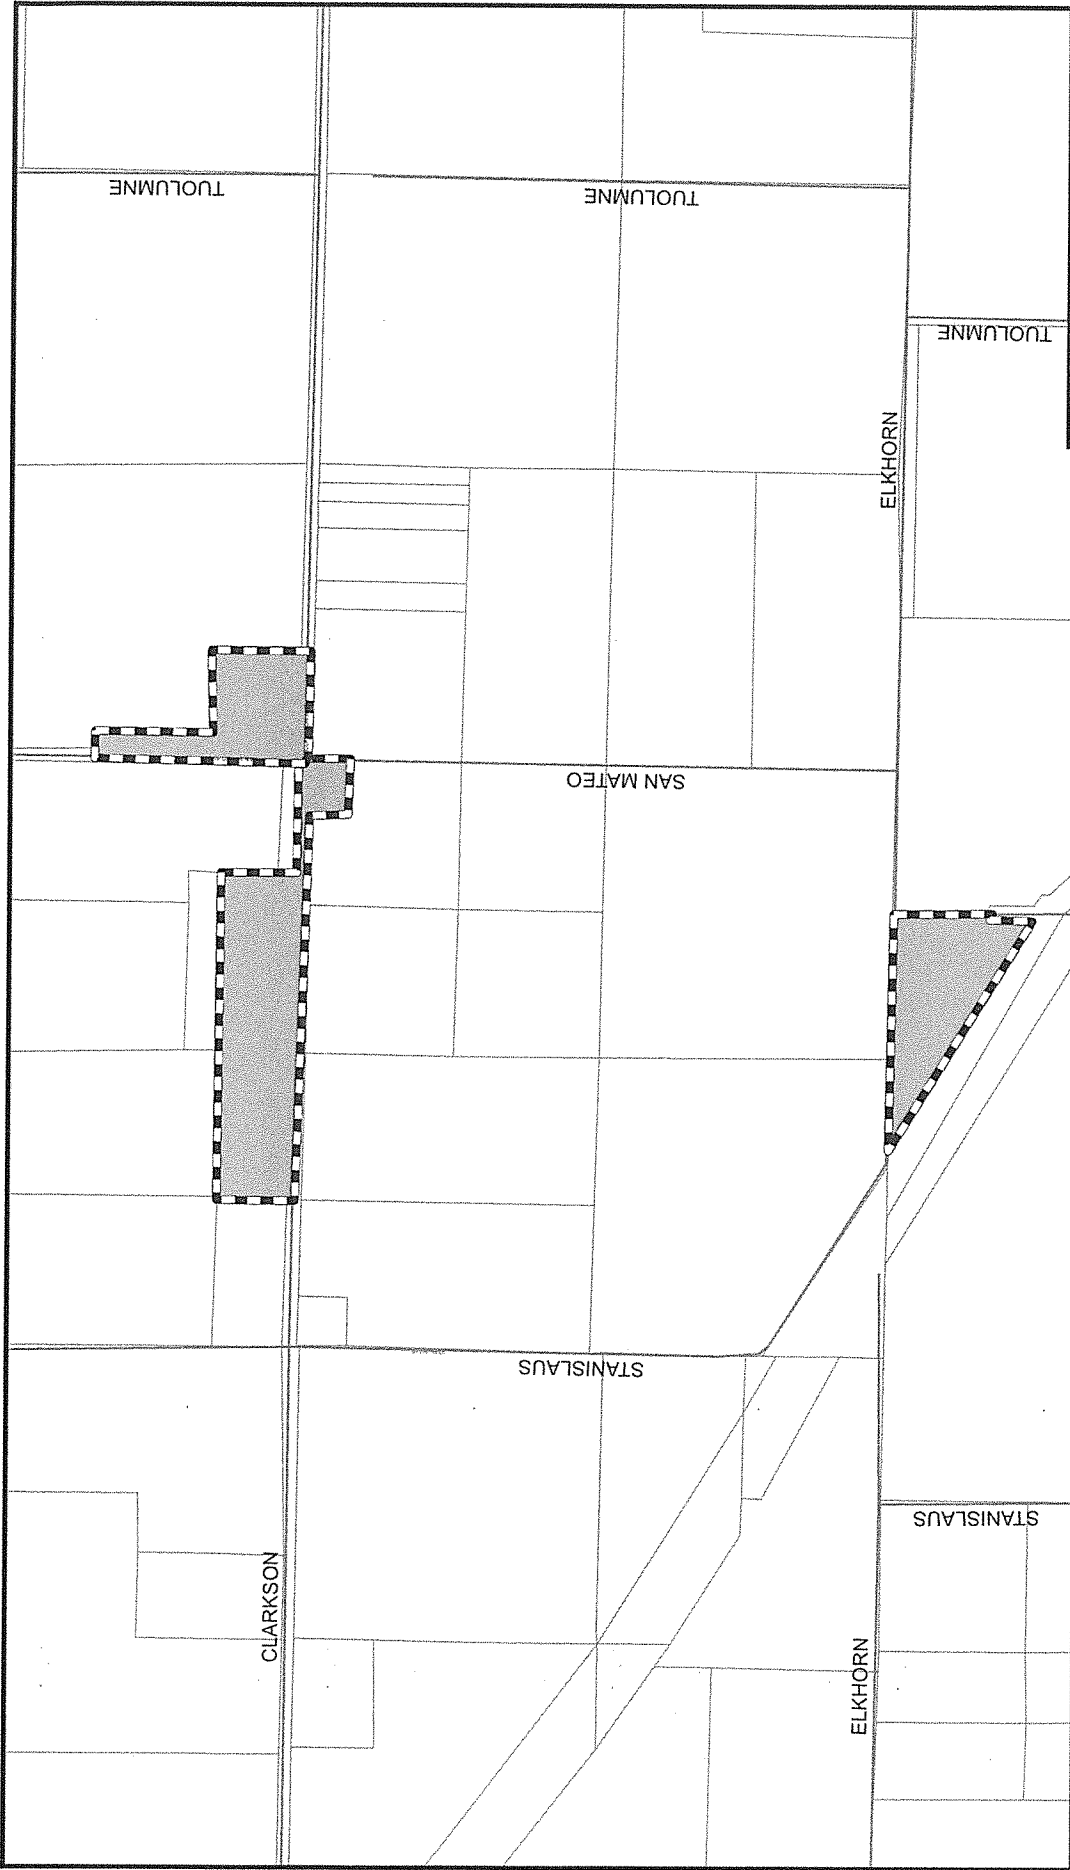 TUOLUMNE
TUOLUMNE
TUOLUMNE
ELKHORN
SAN MATEO
STANISLAUS
STANISLAUS
CLARKSON
ELKHORN